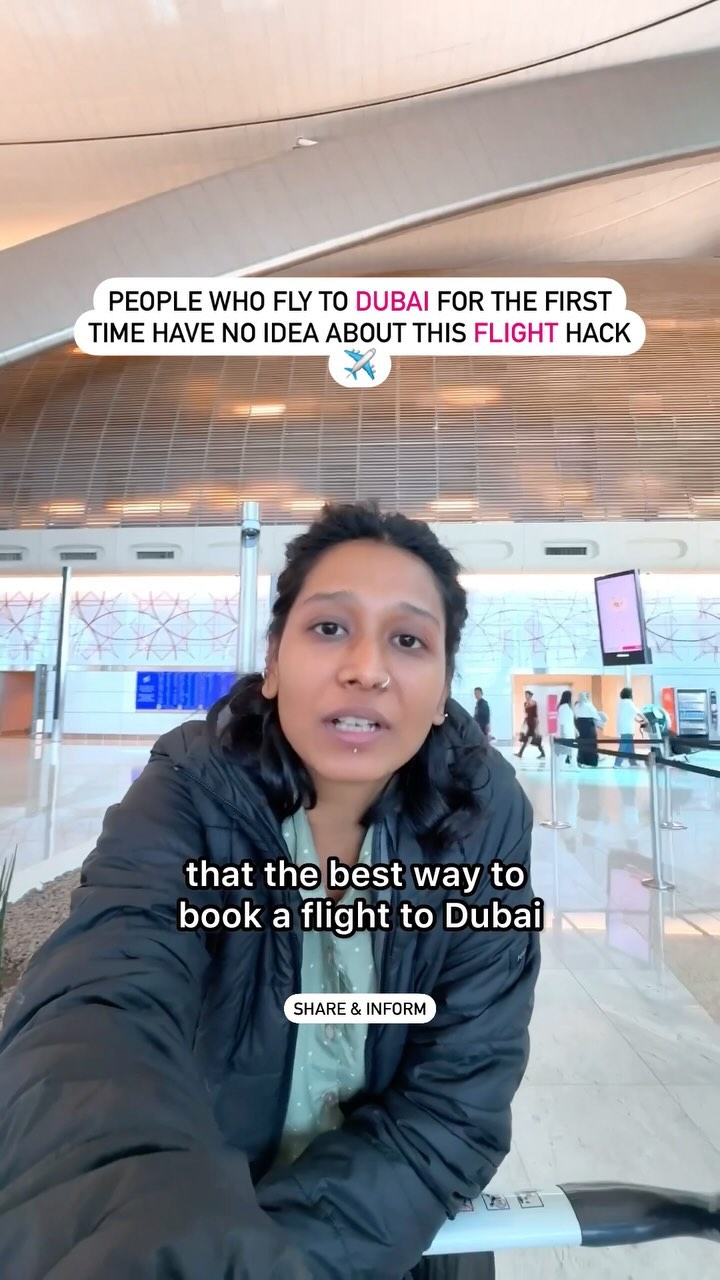 PEOPLE WHO FLY TO DUBAI FOR THE FIRST
TIME HAVE NO IDEA ABOUT THIS FLIGHT HACK
✈️
that the best way to
book a flight to Dubai
SHARE & INFORM